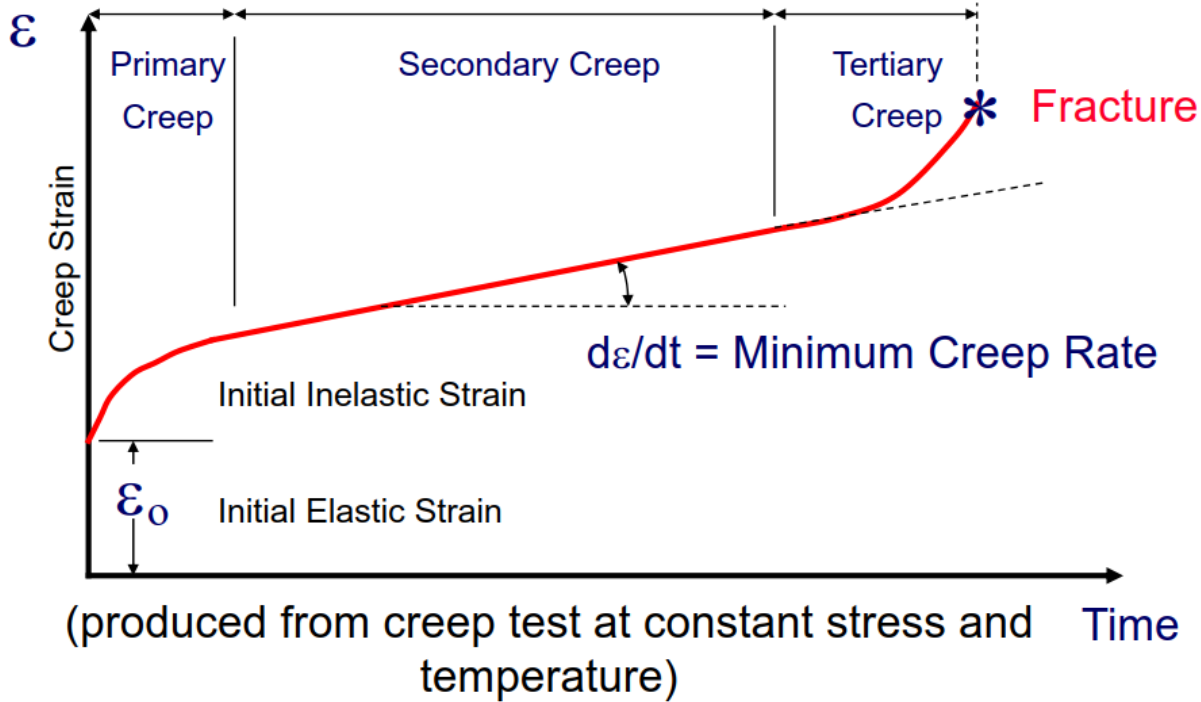 ε
Primary
Creep
Secondary Creep
Tertiary
Creep
*
Fracture
Creep Strain
dε/dt = Minimum Creep Rate
Initial Inelastic Strain
εo
Initial Elastic Strain
(produced from creep test at constant stress and
temperature)
Time